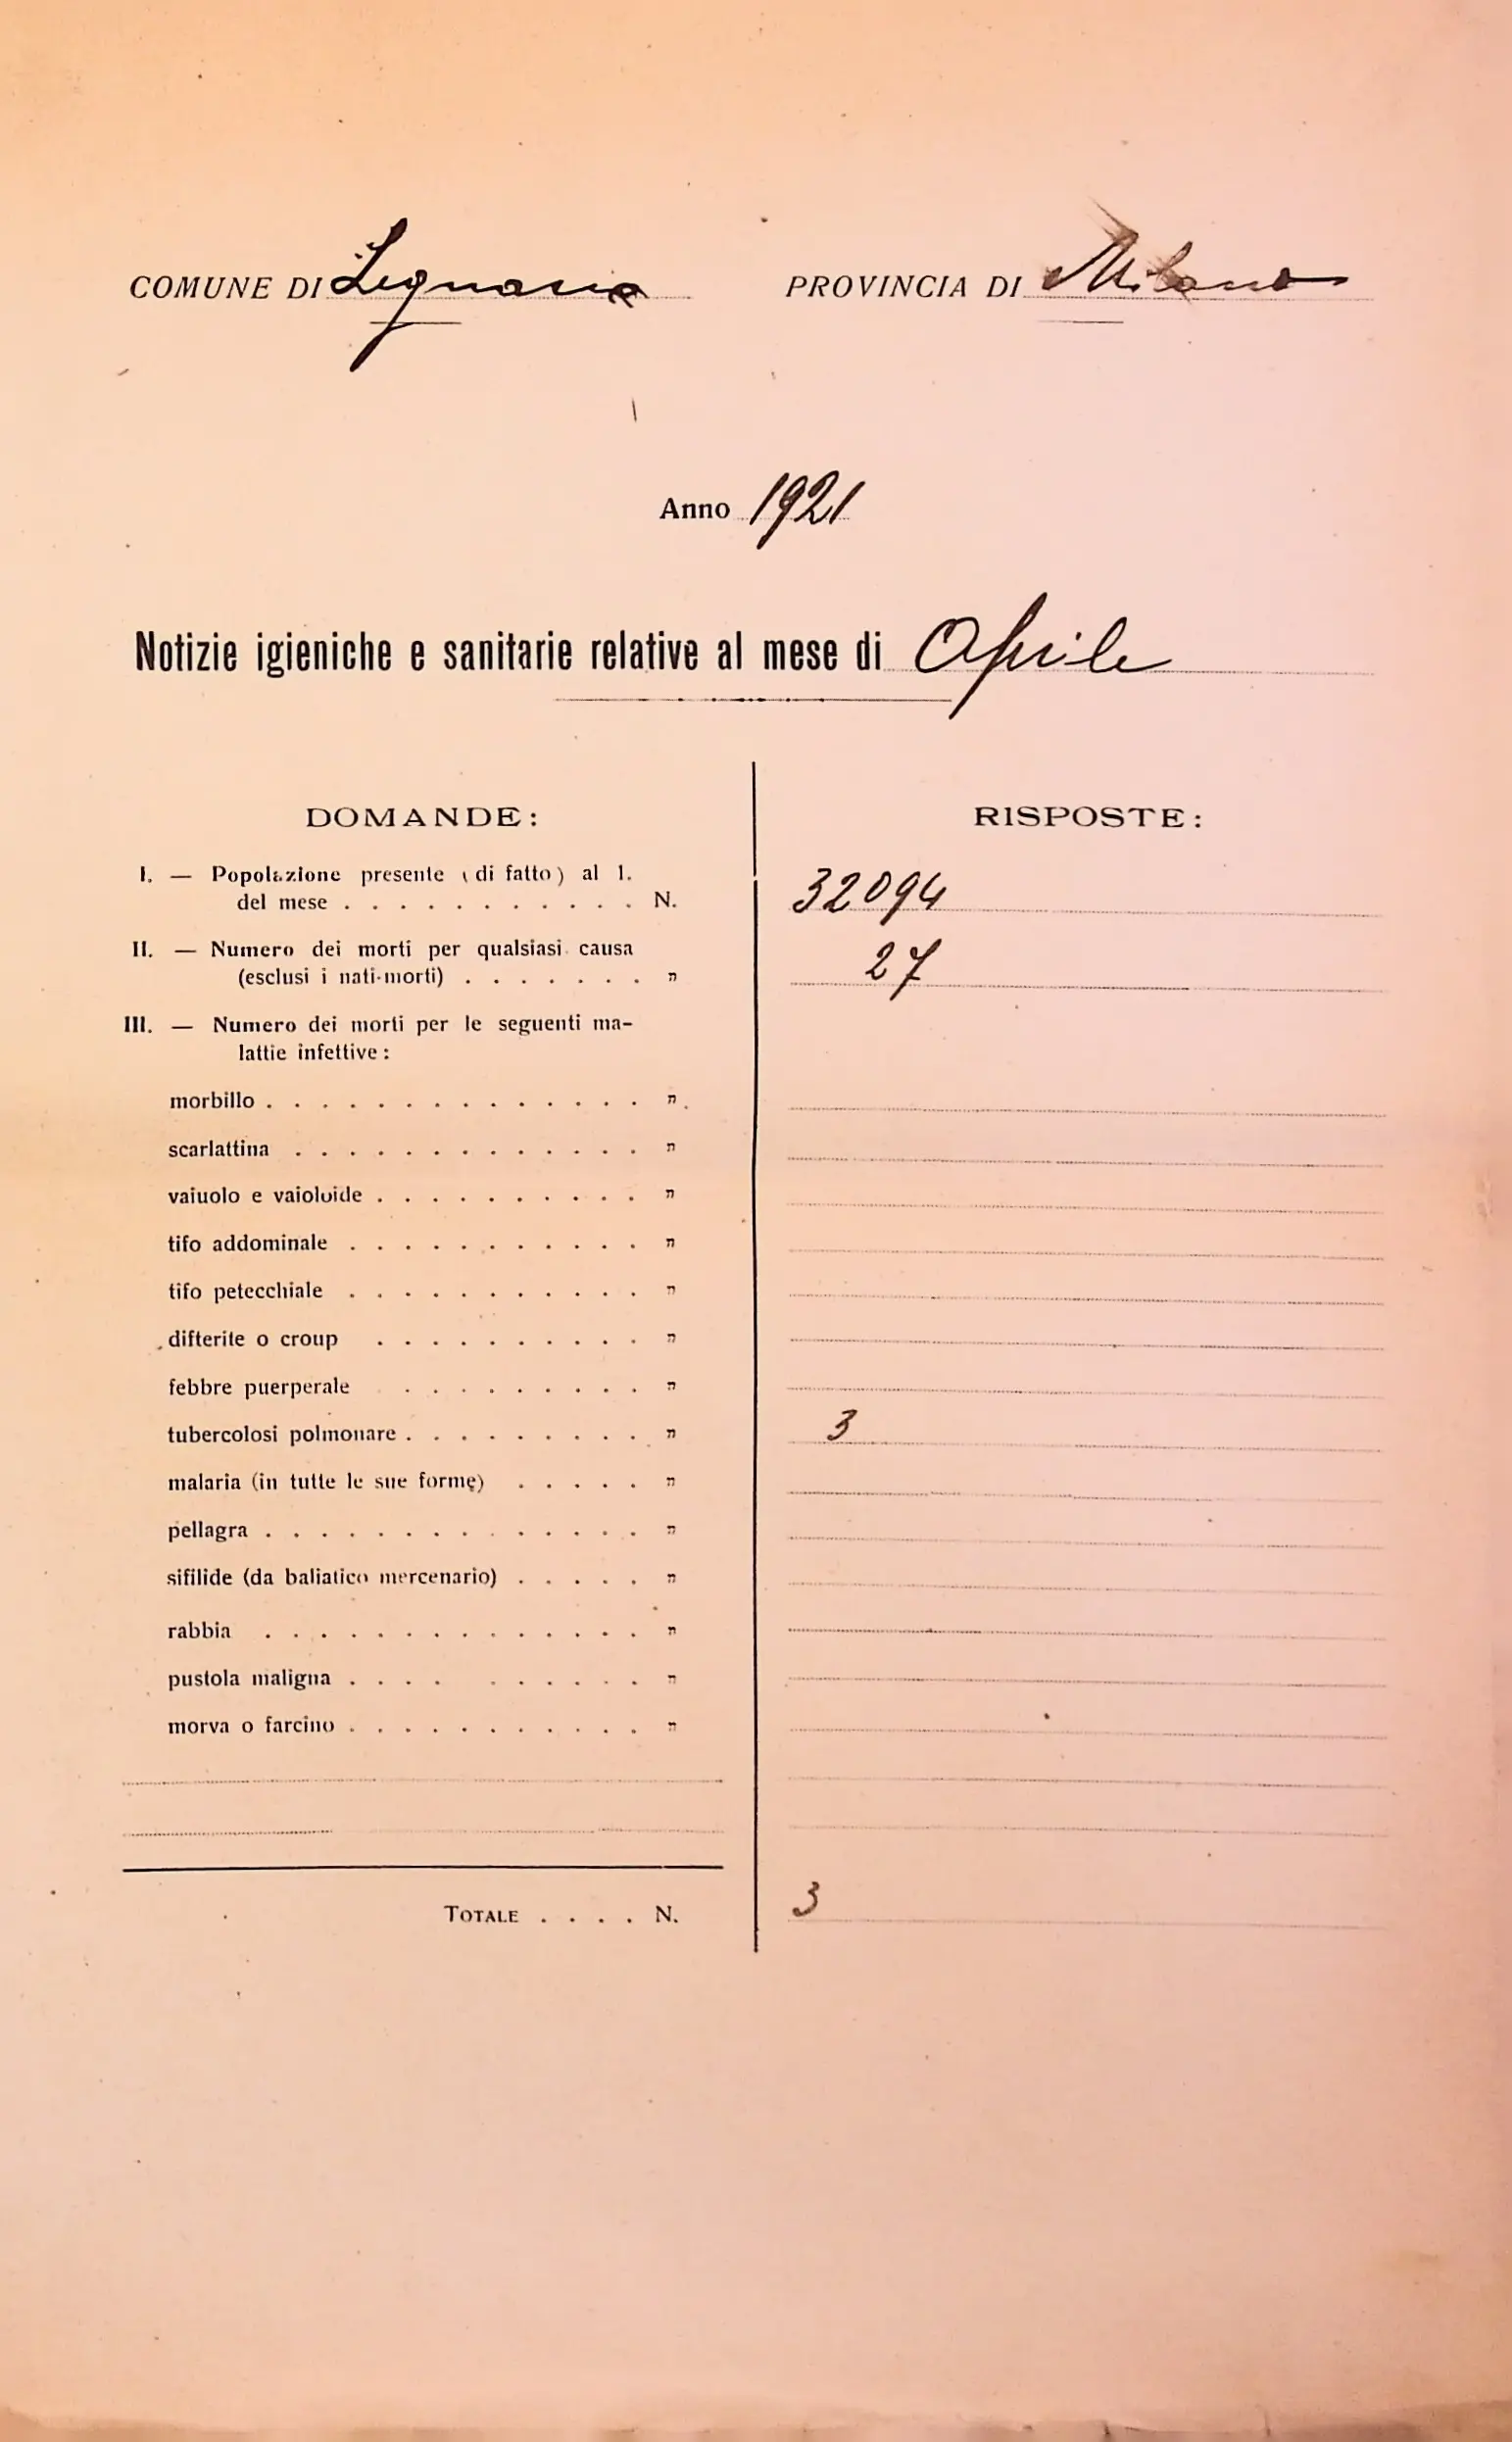 COMUNE DI Legnano PROVINCIA DI Milano
Anno 1921
Notizie igieniche e sanitarie relative al mese di Aprile
DOMANDE: RISPOSTE:
I. — Popolazione presente (di fatto) al 1.
del mese . . . . . . . . . . . N. 32094
II. — Numero dei morti per qualsiasi causa
(esclusi i nati-morti) . . . . . . . " 27
III. — Numero dei morti per le seguenti ma-
lattie infettive:
morbillo . . . . . . . . . . . . . . "
scarlattina . . . . . . . . . . . . . "
vaiuolo e vaioloide . . . . . . . . . . "
tifo addominale . . . . . . . . . . . "
tifo petecchiale . . . . . . . . . . . "
difterite o croup . . . . . . . . . . "
febbre puerperale . . . . . . . . . "
tubercolosi polmonare . . . . . . . . . " 3
malaria (in tutte le sue forme) . . . . . "
pellagra . . . . . . . . . . . . . . "
sifilide (da baliatico mercenario) . . . . . "
rabbia . . . . . . . . . . . . . . "
pustola maligna . . . . . . . . . . "
morva o farcino . . . . . . . . . . . "
TOTALE . . . . N. 3